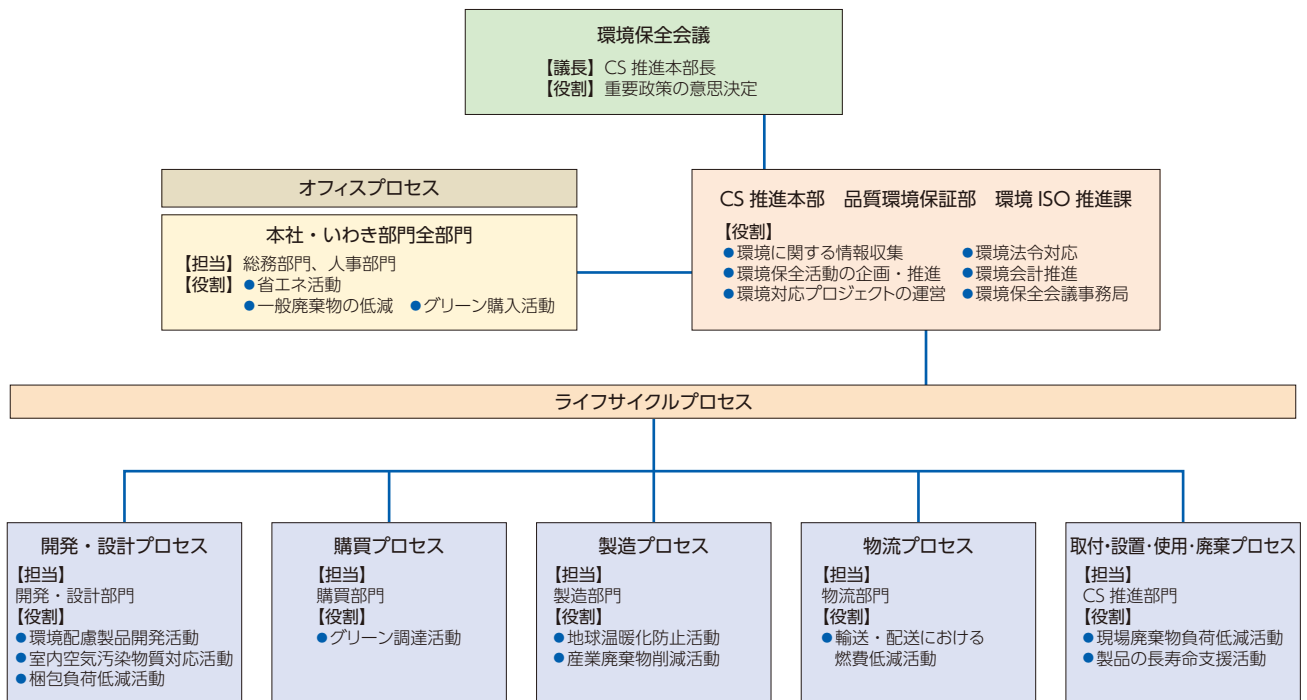 環境保全会議
【議長】CS 推進本部長
【役割】重要政策の意思決定
オフィスプロセス
本社・いわき部門全部門
【担当】総務部門、人事部門
【役割】●省エネ活動
●一般廃棄物の低減 ●グリーン購入活動
CS 推進本部 品質環境保証部 環境 ISO 推進課
【役割】
●環境に関する情報収集 ●環境法令対応
●環境保全活動の企画・推進 ●環境会計推進
●環境対応プロジェクトの運営 ●環境保全会議事務局
ライフサイクルプロセス
開発・設計プロセス
【担当】
開発・設計部門
【役割】
●環境配慮製品開発活動
●室内空気汚染物質対応活動
●梱包負荷低減活動
購買プロセス
【担当】
購買部門
【役割】
●グリーン調達活動
製造プロセス
【担当】
製造部門
【役割】
●地球温暖化防止活動
●産業廃棄物削減活動
物流プロセス
【担当】
物流部門
【役割】
●輸送・配送における
燃費低減活動
取付・設置・使用・廃棄プロセス
【担当】
CS 推進部門
【役割】
●現場廃棄物負荷低減活動
●製品の長寿命支援活動